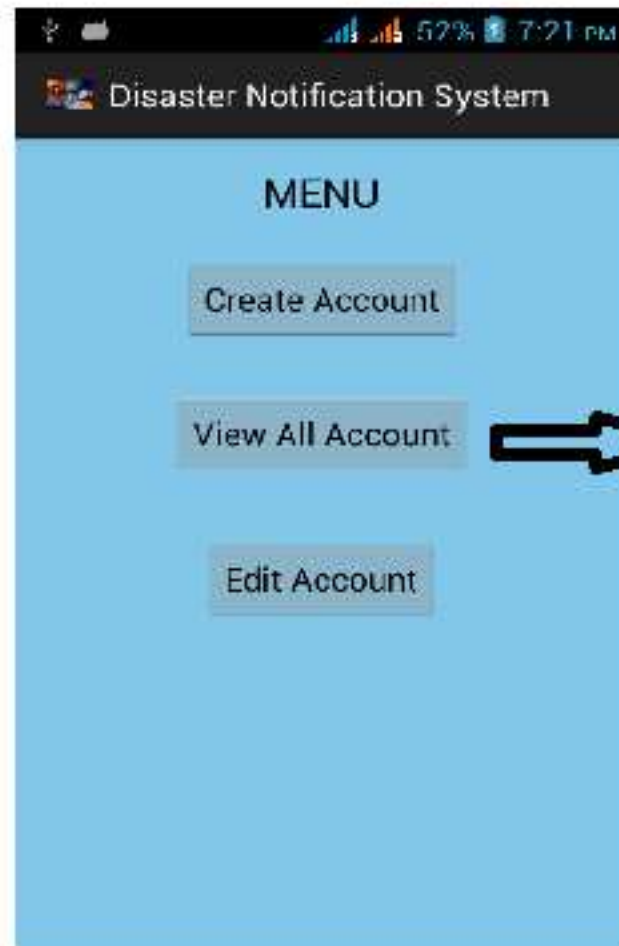 52% 7:21 PM
Disaster Notification System
MENU
Create Account
View All Account
Edit Account